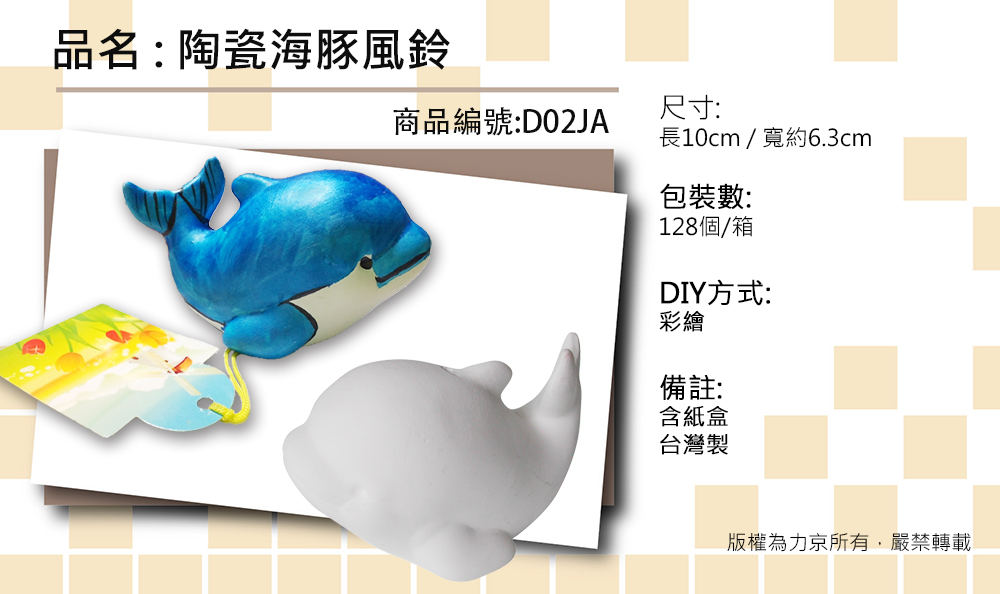 品名 : 陶瓷海豚風鈴
商品編號:D02JA
尺寸:
長10cm / 寬約6.3cm
包裝數:
128個/箱
DIY方式:
彩繪
備註:
含紙盒
台灣製
版權為力京所有，嚴禁轉載